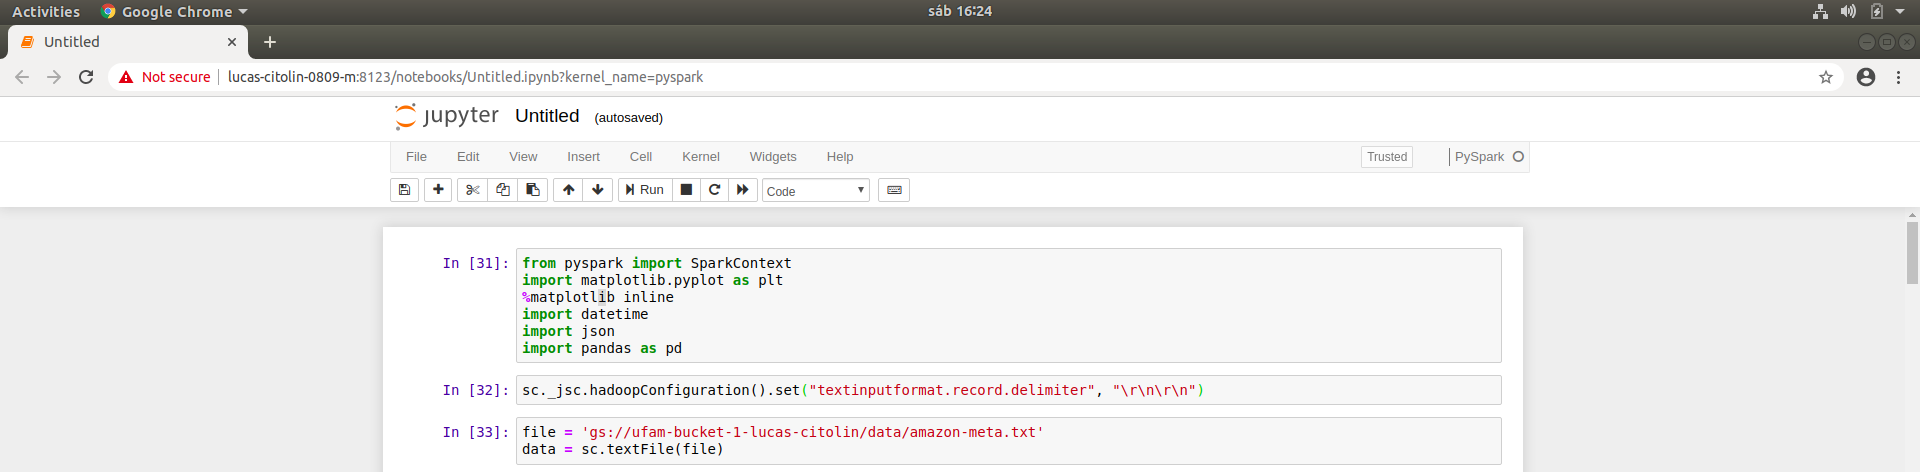 Activities Google Chrome sáb 16:24
Untitled
Not secure lucas-citolin-0809-m:8123/notebooks/Untitled.ipynb?kernel_name=pyspark
jupyter Untitled (autosaved)
File Edit View Insert Cell Kernel Widgets Help Trusted PySpark
Run Code
In [31]: from pyspark import SparkContext
import matplotlib.pyplot as plt
%matplotlib inline
import datetime
import json
import pandas as pd
In [32]: sc._jsc.hadoopConfiguration().set("textinputformat.record.delimiter", "\r\n\r\n")
In [33]: file = 'gs://ufam-bucket-1-lucas-citolin/data/amazon-meta.txt'
data = sc.textFile(file)